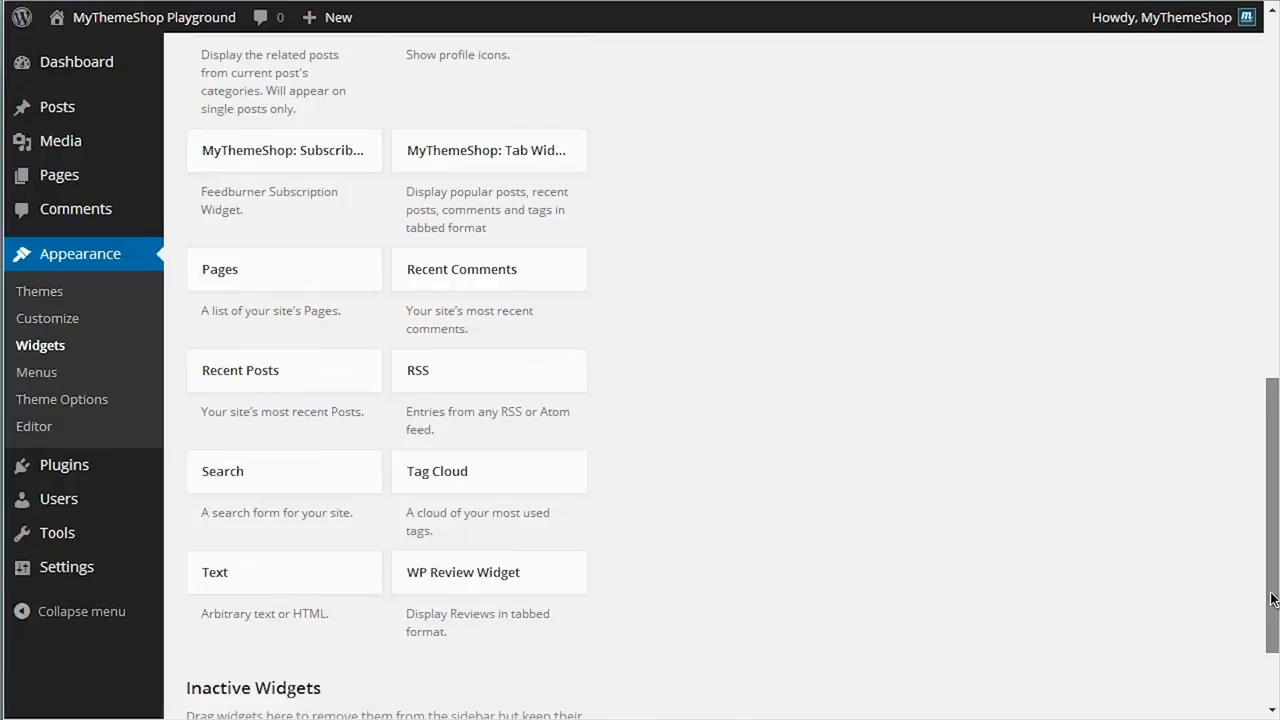 MyThemeShop Playground 0 New Howdy, MyThemeShop m
Dashboard
Posts
Media
Pages
Comments
Appearance
Themes
Customize
Widgets
Menus
Theme Options
Editor
Plugins
Users
Tools
Settings
Collapse menu
Display the related posts
from current post's
categories. Will appear on
single posts only.
Show profile icons.
MyThemeShop: Subscrib...
Feedburner Subscription
Widget.
MyThemeShop: Tab Wid...
Display popular posts, recent
posts, comments and tags in
tabbed format
Pages
A list of your site's Pages.
Recent Comments
Your site's most recent
comments.
Recent Posts
Your site's most recent Posts.
RSS
Entries from any RSS or Atom
feed.
Search
A search form for your site.
Tag Cloud
A cloud of your most used
tags.
Text
Arbitrary text or HTML.
WP Review Widget
Display Reviews in tabbed
format.
Inactive Widgets
Drag widgets here to remove them from the sidebar but keep their